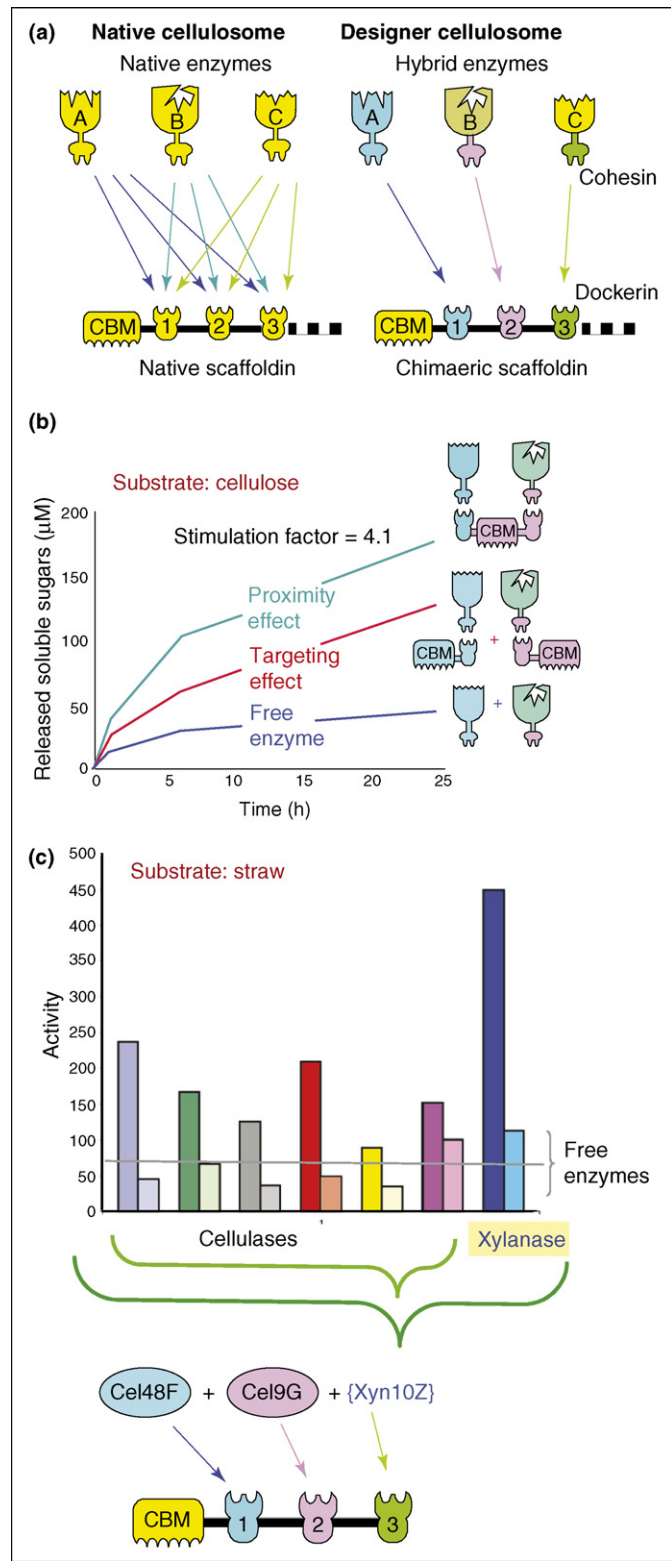 (a)
Native cellulosome
Designer cellulosome
Native enzymes
Hybrid enzymes
A
B
C
A
B
C
Cohesin
Dockerin
CBM
1
2
3
CBM
1
2
3
Native scaffoldin
Chimaeric scaffoldin
(b)
Substrate: cellulose
Stimulation factor = 4.1
Released soluble sugars (µM)
200
150
100
50
0
Proximity
effect
Targeting
effect
Free
enzyme
CBM
CBM
+
CBM
+
0
5
10
15
20
25
Time (h)
(c)
Substrate: straw
Activity
500
450
400
350
300
250
200
150
100
50
0
Free
enzymes
Cellulases
Xylanase
Cel48F + Cel9G + {Xyn10Z}
CBM
1
2
3